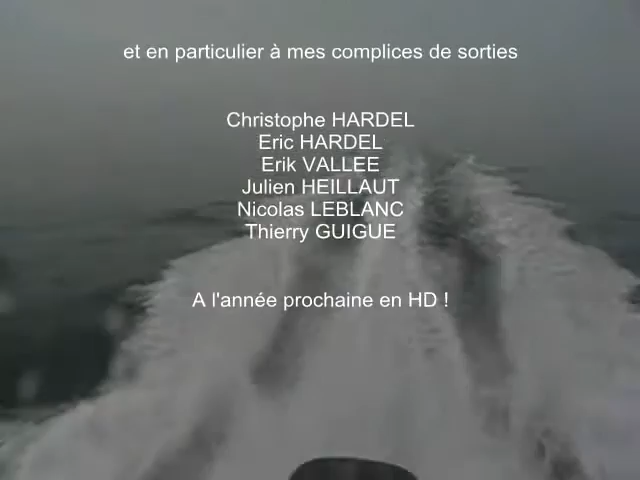 et en particulier à mes complices de sorties
Christophe HARDEL
Eric HARDEL
Erik VALLEE
Julien HEILLAUT
Nicolas LEBLANC
Thierry GUIGUE
A l'année prochaine en HD !